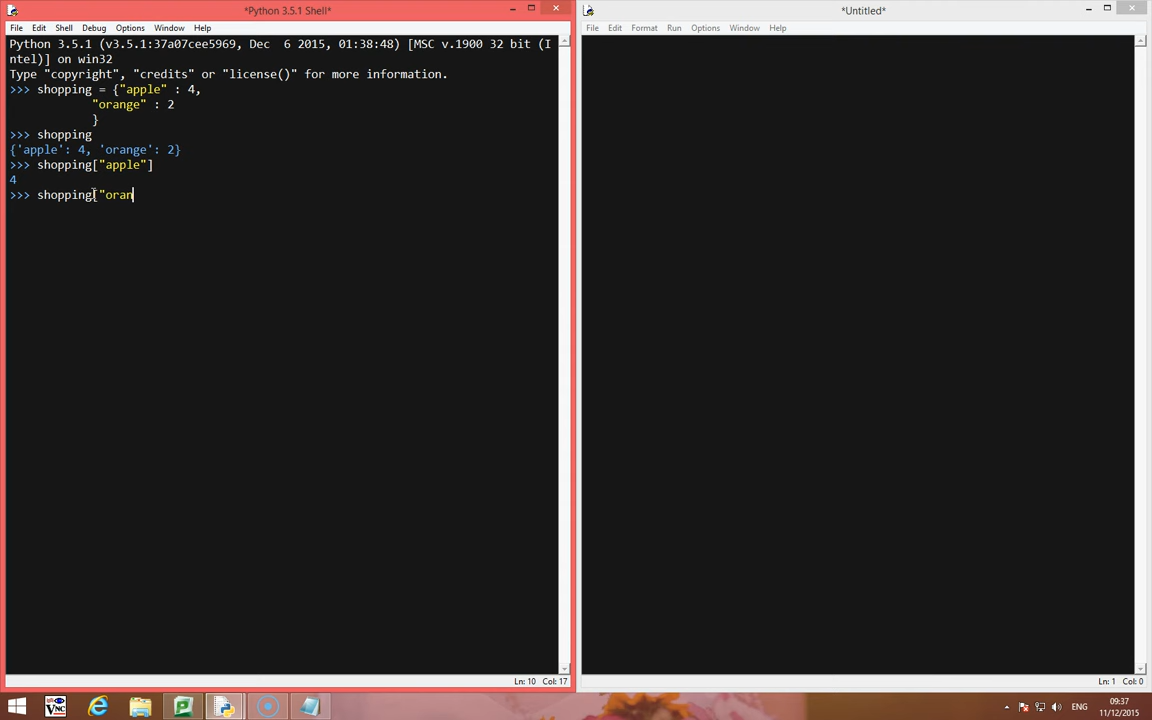 *Python 3.5.1 Shell*
File Edit Shell Debug Options Window Help
Python 3.5.1 (v3.5.1:37a07cee5969, Dec  6 2015, 01:38:48) [MSC v.1900 32 bit (I
ntel)] on win32
Type "copyright", "credits" or "license()" for more information.
>>> shopping = {"apple" : 4,
"orange" : 2
}
>>> shopping
{'apple': 4, 'orange': 2}
>>> shopping["apple"]
4
>>> shopping["oran
Ln: 10 Col: 17
*Untitled*
File Edit Format Run Options Window Help
Ln: 1 Col: 0
VNC
ENG
09:37
11/12/2015